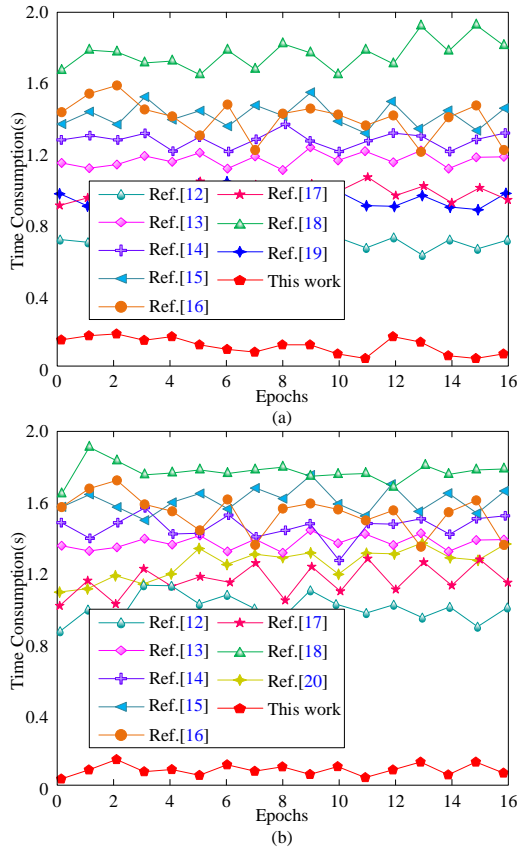 2.0
1.6
1.2
0.8
0.4
0
Time Consumption(s)
Ref.[12] Ref.[17]
Ref.[13] Ref.[18]
Ref.[14] Ref.[19]
Ref.[15] This work
Ref.[16]
0 2 4 6 8 10 12 14 16
Epochs
(a)
2.0
1.6
1.2
0.8
0.4
0
Time Consumption(s)
Ref.[12] Ref.[17]
Ref.[13] Ref.[18]
Ref.[14] Ref.[20]
Ref.[15] This work
Ref.[16]
0 2 4 6 8 10 12 14 16
Epochs
(b)